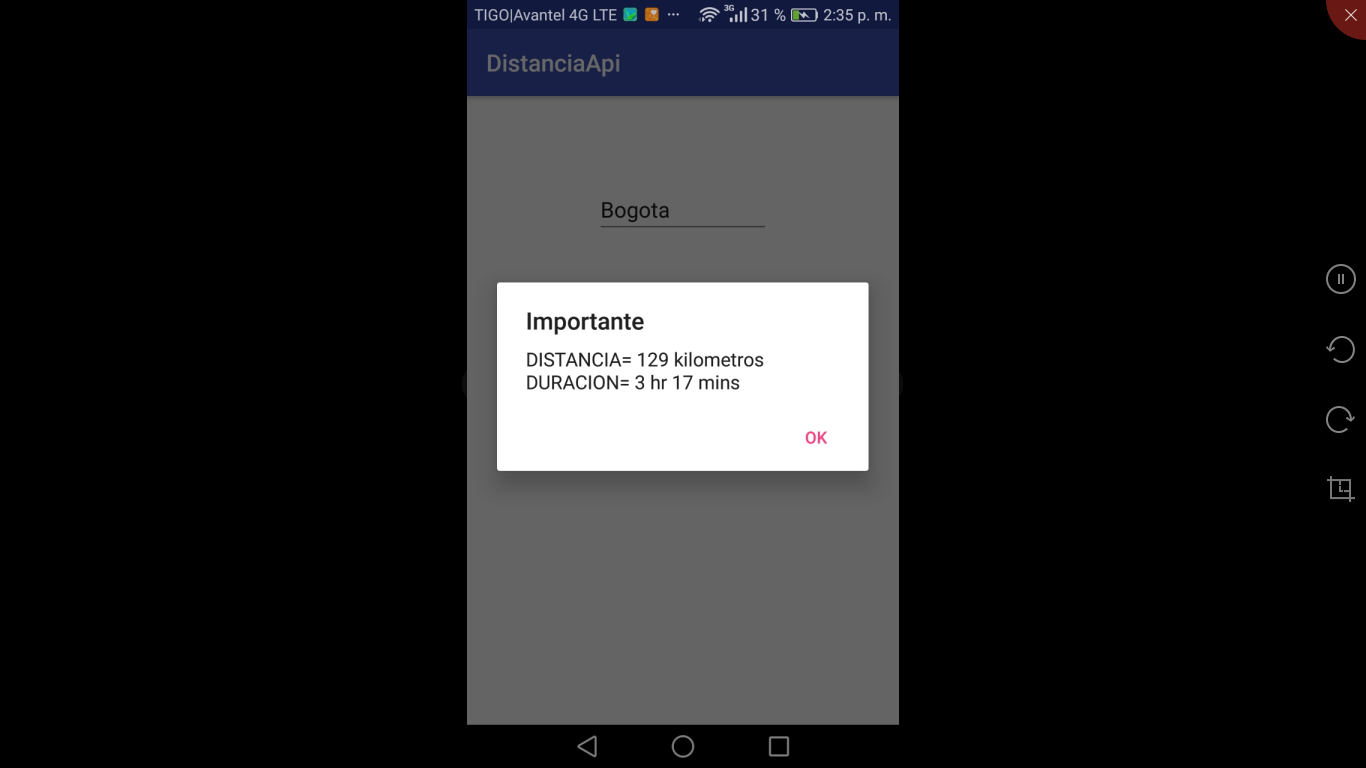 TIGO|Avantel 4G LTE ... 3G 31 % 2:35 p. m.
DistanciaApi
Bogota
Importante
DISTANCIA= 129 kilometros
DURACION= 3 hr 17 mins
OK